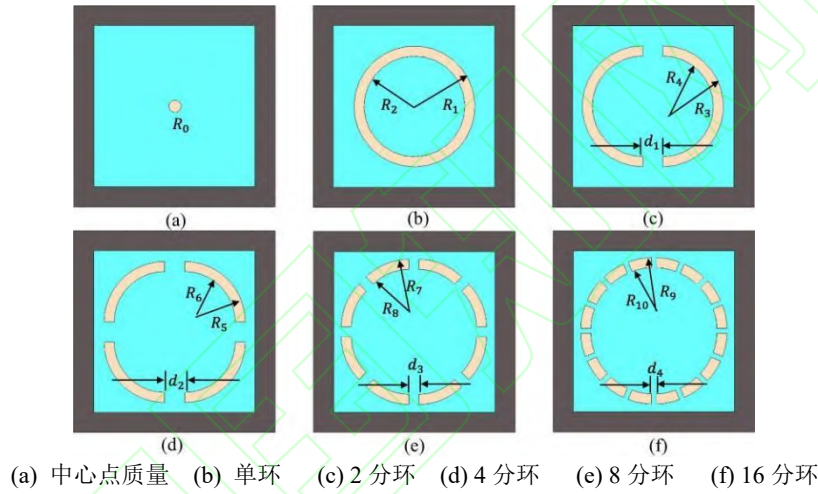 R₀
R₂ R₁
R₄ R₃ d₁
(a) (b) (c)
R₆ R₅ d₂
R₇ R₈ d₃
R₁₀ R₉ d₄
(d) (e) (f)
(a) 中心点质量 (b) 单环 (c) 2 分环 (d) 4 分环 (e) 8 分环 (f) 16 分环